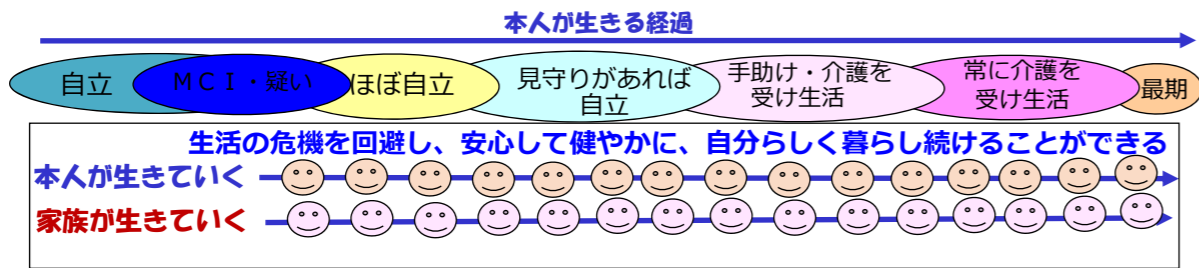 本人が生きる経過
自立
ＭＣＩ・疑い
ほぼ自立
見守りがあれば
自立
手助け・介護を
受け生活
常に介護を
受け生活
最期
生活の危機を回避し、安心して健やかに、自分らしく暮らし続けることができる
本人が生きていく
家族が生きていく